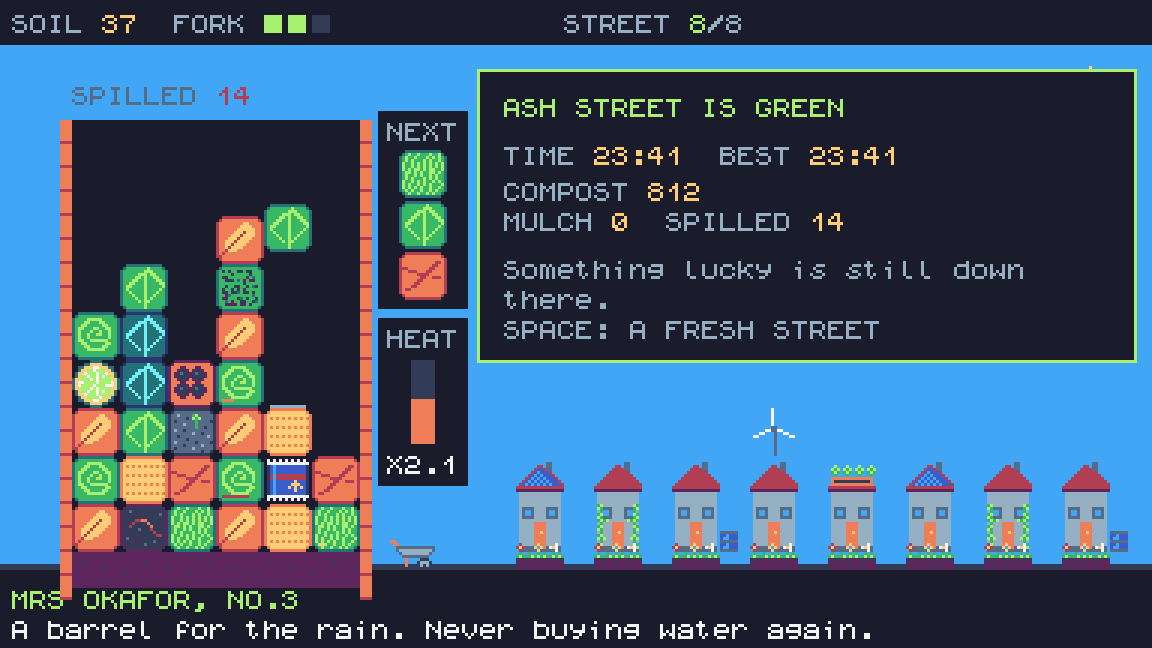 SOIL 37 FORK STREET 8/8
SPILLED 14
NEXT
HEAT
X2.1
ASH STREET IS GREEN
TIME 23:41 BEST 23:41
COMPOST 812
MULCH 0 SPILLED 14
Something lucky is still down
there.
SPACE: A FRESH STREET
MRS OKAFOR, NO.3
A barrel for the rain. Never buying water again.